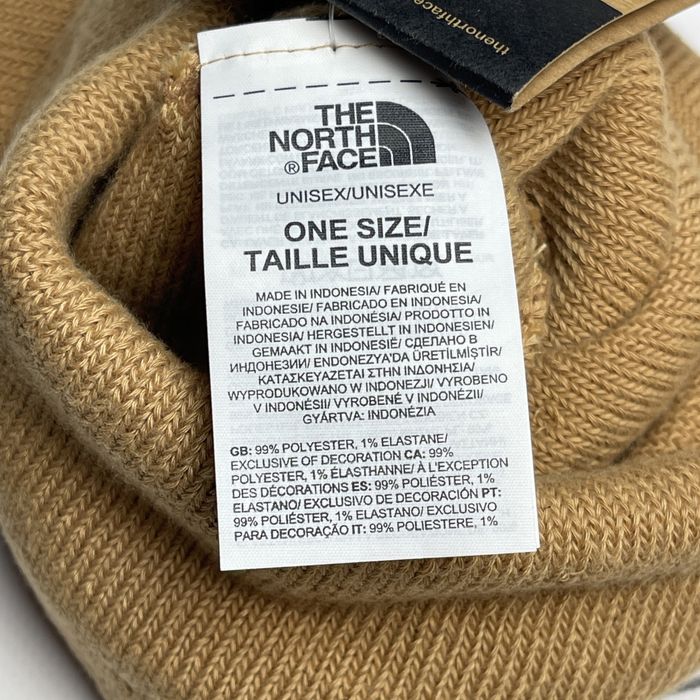 thenorthface
THE
NORTH
®FACE
UNISEX/UNISEXE
ONE SIZE/
TAILLE UNIQUE
MADE IN INDONESIA/ FABRIQUÉ EN
INDONESIE/ FABRICADO EN INDONESIA/
FABRICADO NA INDONÉSIA/ PRODOTTO IN
INDONESIA/ HERGESTELLT IN INDONESIEN/
GEMAAKT IN INDONESIË/ СДЕЛАНО В
ИНДОНЕЗИИ/ ENDONEZYA'DA ÜRETİLMİŞTİR/
ΚΑΤΑΣΚΕΥΑΖΕΤΑΙ ΣΤΗΝ ΙΝΔΟΝΗΣΙΑ/
WYPRODUKOWANO W INDONEZJI/ VYROBENO
V INDONÉSII/ VYROBENÉ V INDONÉZII/
GYÁRTVA: INDONÉZIA
GB: 99% POLYESTER, 1% ELASTANE/
EXCLUSIVE OF DECORATION CA: 99%
POLYESTER, 1% ÉLASTHANNE/ À L'EXCEPTION
DES DÉCORATIONS ES: 99% POLIÉSTER, 1%
ELASTANO/ EXCLUSIVO DE DECORACIÓN PT:
99% POLIÉSTER, 1% ELASTANO/ EXCLUSIVO
PARA DECORAÇÃO IT: 99% POLIESTERE, 1%